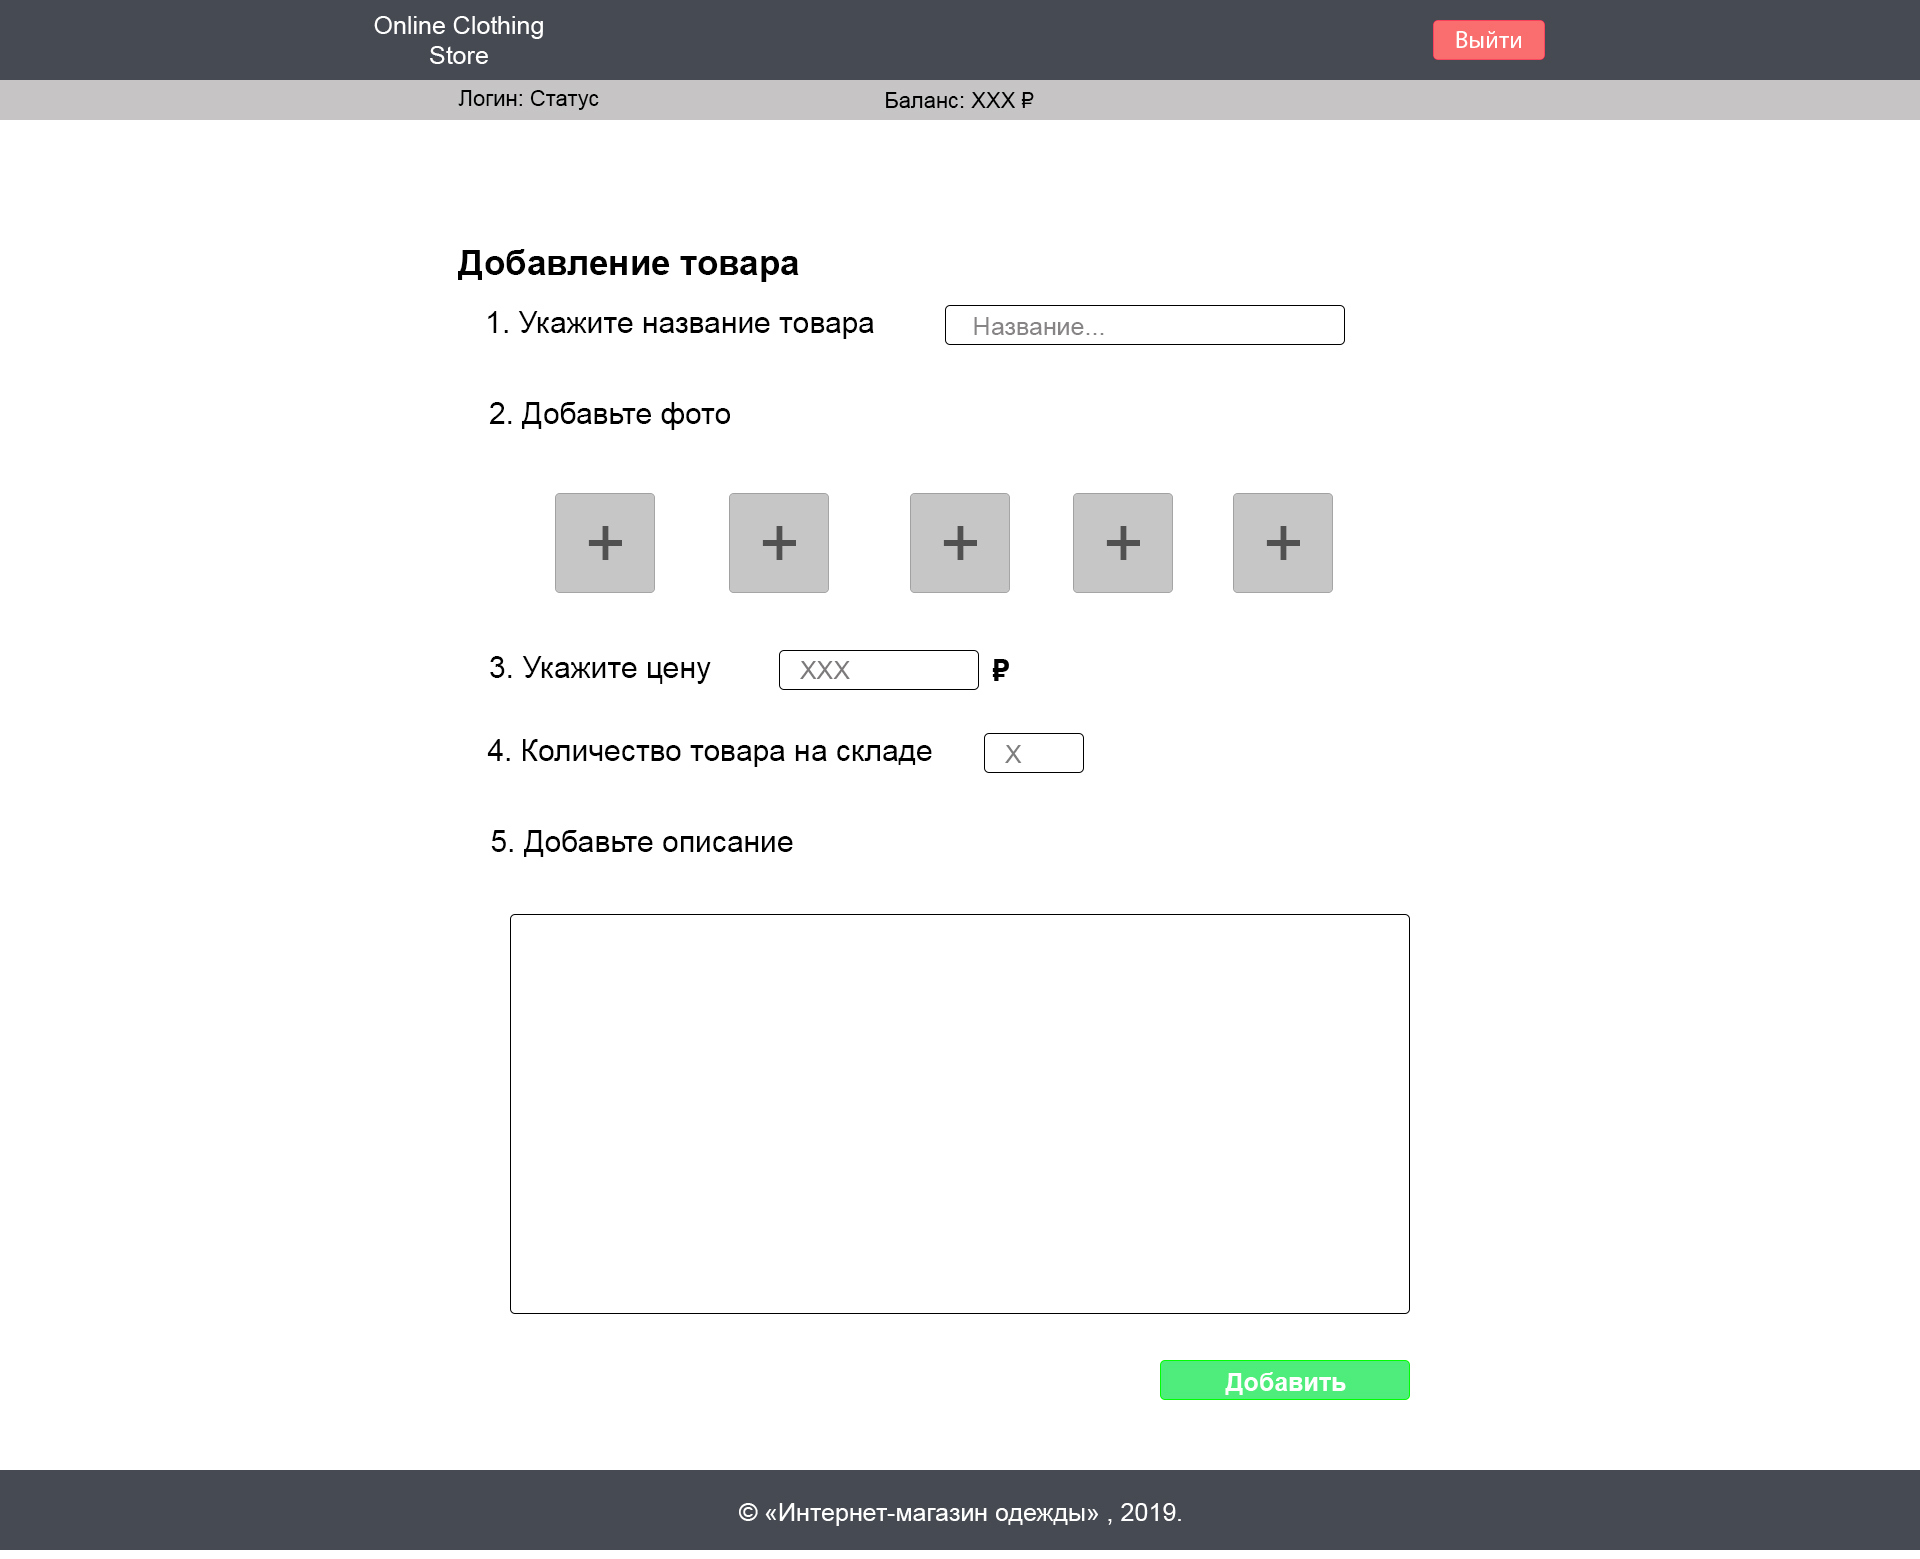 Online Clothing
Store
Выйти
Логин: Статус
Баланс: XXX ₽
Добавление товара
1. Укажите название товара
Название...
2. Добавьте фото
+ + + + +
3. Укажите цену
XXX ₽
4. Количество товара на складе
X
5. Добавьте описание
Добавить
© «Интернет-магазин одежды» , 2019.